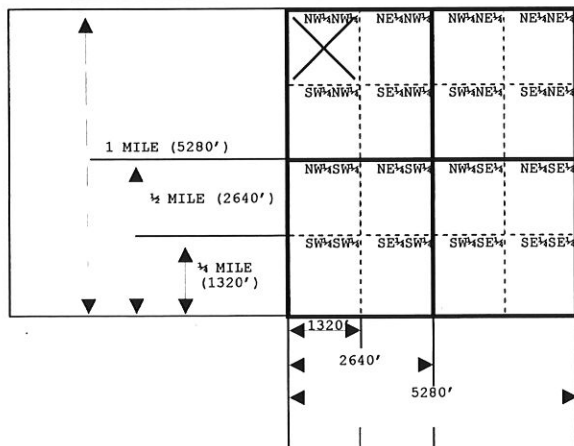 NW¼NW¼ NE¼NW¼ NW¼NE¼ NE¼NE¼
SW¼NW¼ SE¼NW¼ SW¼NE¼ SE¼NE¼
1 MILE (5280')
NW¼SW¼ NE¼SW¼ NW¼SE¼ NE¼SE¼
½ MILE (2640')
SW¼SW¼ SE¼SW¼ SW¼SE¼ SE¼SE¼
¼ MILE
(1320')
1320'
2640'
5280'